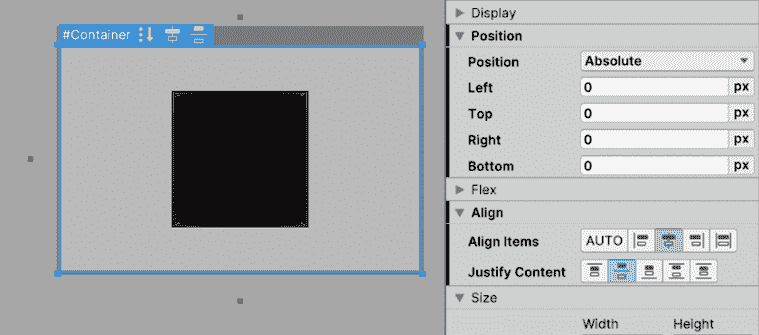 #Container
Display
Position
Position Absolute
Left 0 px
Top 0 px
Right 0 px
Bottom 0 px
Flex
Align
Align Items AUTO
Justify Content
Size
Width Height